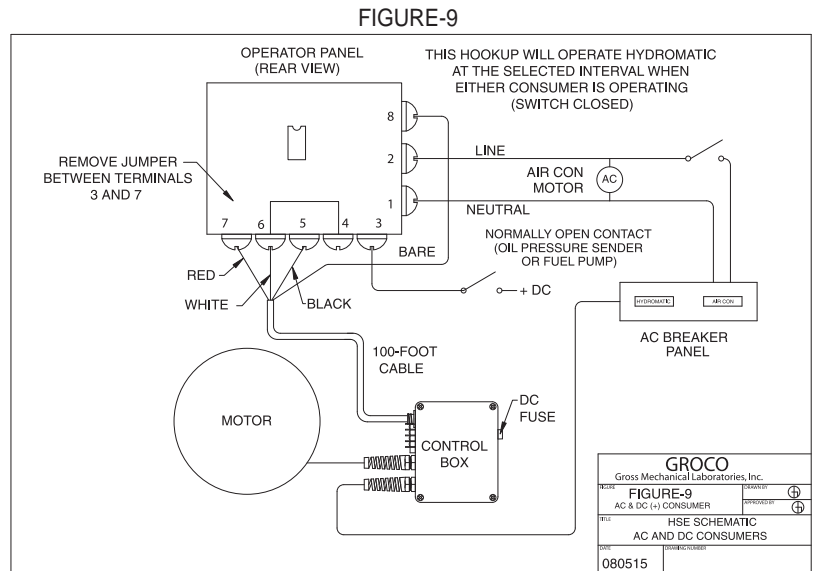 FIGURE-9
OPERATOR PANEL
(REAR VIEW)
THIS HOOKUP WILL OPERATE HYDROMATIC
AT THE SELECTED INTERVAL WHEN
EITHER CONSUMER IS OPERATING
(SWITCH CLOSED)
REMOVE JUMPER
BETWEEN TERMINALS
3 AND 7
8
2
1
7
6
5
4
3
LINE
AIR CON
MOTOR
AC
NEUTRAL
BARE
NORMALLY OPEN CONTACT
(OIL PRESSURE SENDER
OR FUEL PUMP)
+ DC
RED
WHITE
BLACK
HYDROMATIC
AIR CON
AC BREAKER
PANEL
100-FOOT
CABLE
MOTOR
CONTROL
BOX
DC
FUSE
GROCO
Gross Mechanical Laboratories, Inc.
FIGURE
FIGURE-9
AC & DC (+) CONSUMER
DRAWN BY
APPROVED BY
TITLE
HSE SCHEMATIC
AC AND DC CONSUMERS
DATE
080515
DRAWING NUMBER